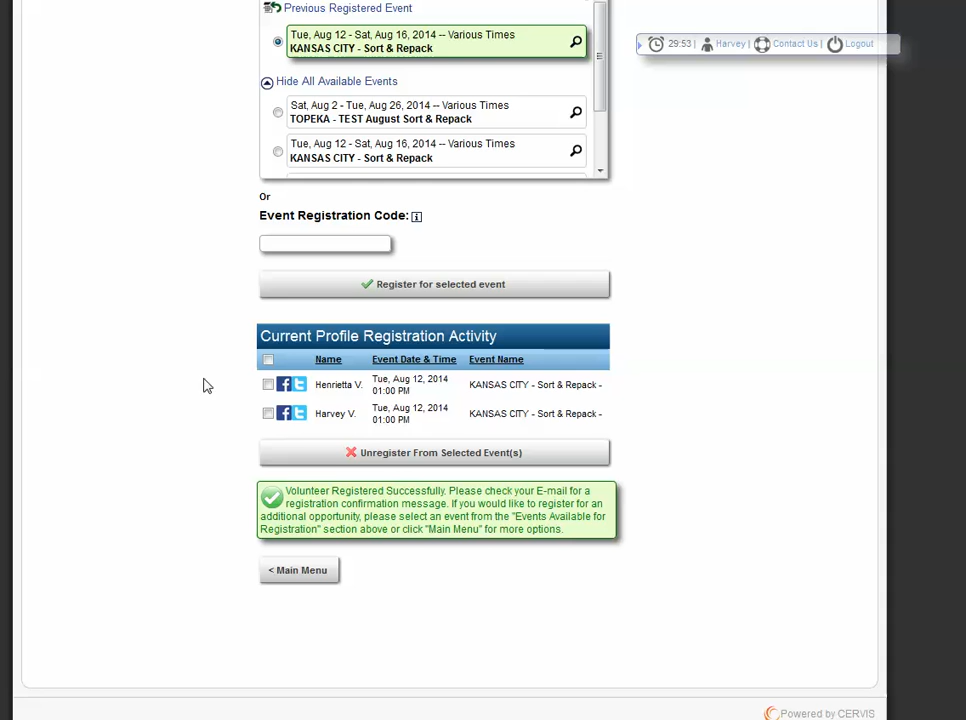 Previous Registered Event
Tue, Aug 12 - Sat, Aug 16, 2014 -- Various Times
KANSAS CITY - Sort & Repack
29:53 | Harvey | Contact Us | Logout
Hide All Available Events
Sat, Aug 2 - Tue, Aug 26, 2014 -- Various Times
TOPEKA - TEST August Sort & Repack
Tue, Aug 12 - Sat, Aug 16, 2014 -- Various Times
KANSAS CITY - Sort & Repack
Or
Event Registration Code: i
Register for selected event
Current Profile Registration Activity
Name Event Date & Time Event Name
Henrietta V. Tue, Aug 12, 2014 KANSAS CITY - Sort & Repack -
01:00 PM
Harvey V. Tue, Aug 12, 2014 KANSAS CITY - Sort & Repack -
01:00 PM
Unregister From Selected Event(s)
Volunteer Registered Successfully. Please check your E-mail for a
registration confirmation message. If you would like to register for an
additional opportunity, please select an event from the "Events Available for
Registration" section above or click "Main Menu" for more options.
< Main Menu
Powered by CERVIS